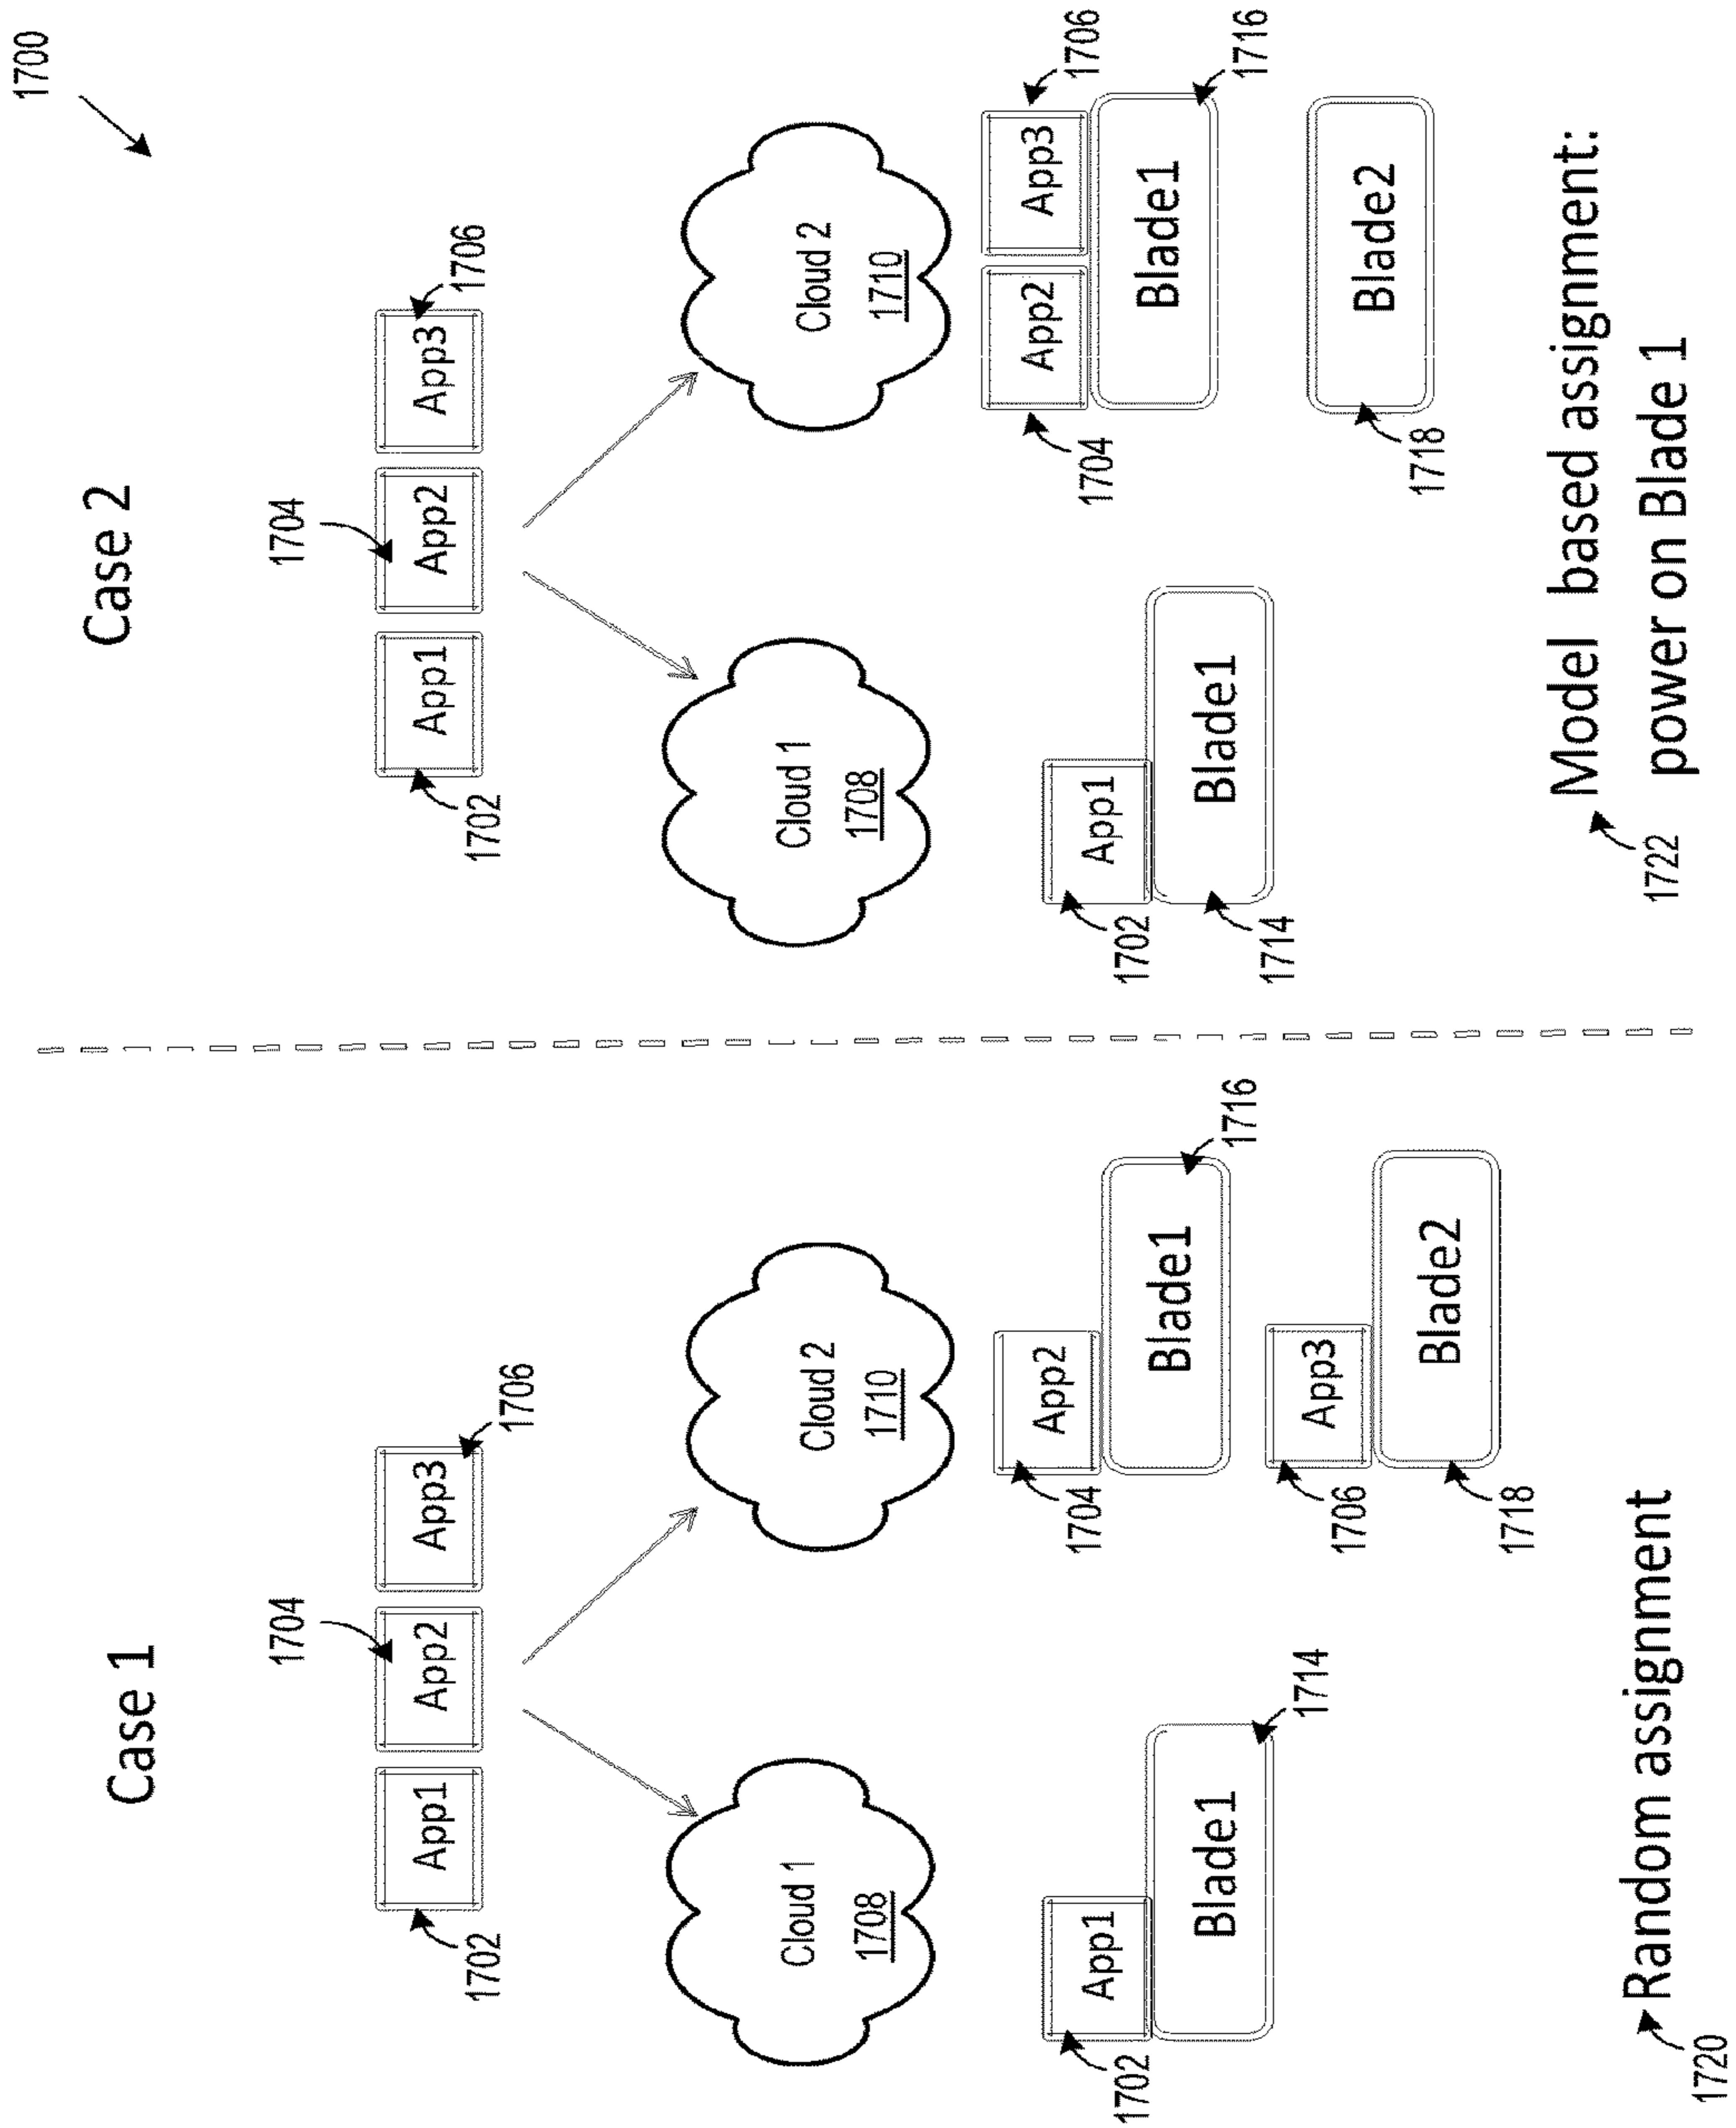 1700
Case 1
1704
App1
App2
App3
1702
1706
Cloud 1
1708
Cloud 2
1710
App1
1702
Blade1
1714
App2
1704
Blade1
1716
App3
1706
Blade2
1718
Random assignment
1720
Case 2
1704
App1
App2
App3
1702
1706
Cloud 1
1708
Cloud 2
1710
App1
1702
Blade1
1714
App2
App3
1704
1706
Blade1
1716
Blade2
1718
Model based assignment:
power on Blade 1
1722